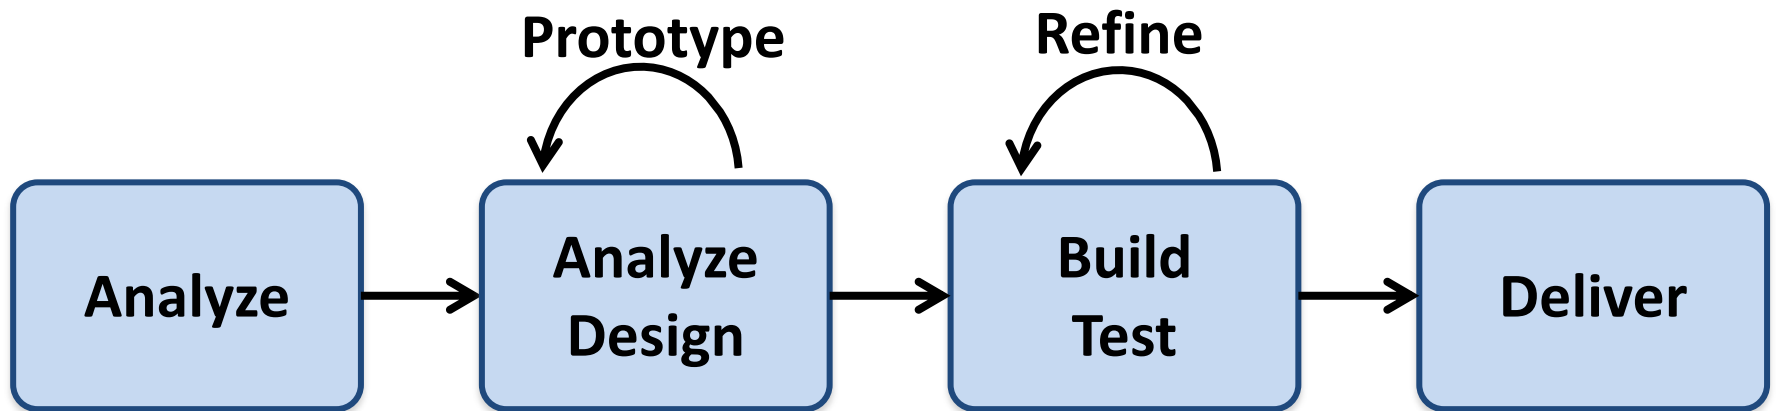 Prototype
Refine
Analyze
Analyze
Design
Build
Test
Deliver